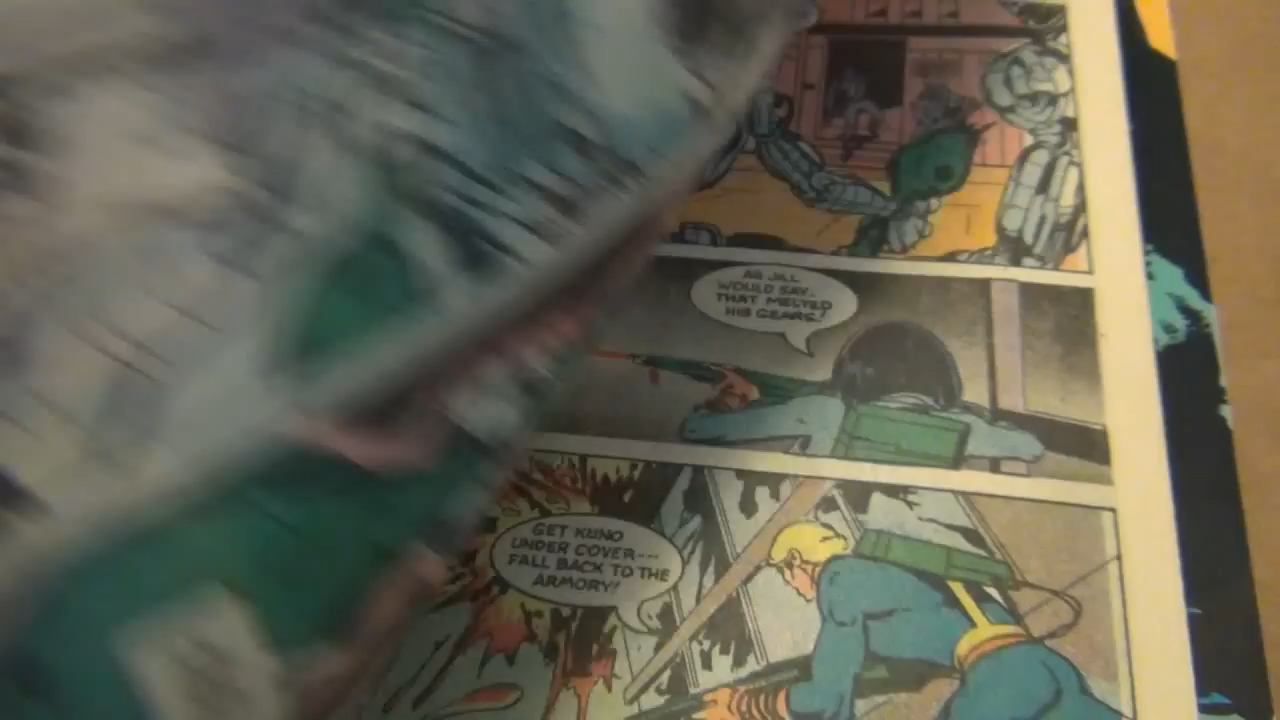 AS JILL
WOULD SAY,
THAT MELTED
HIS GEARS!
GET KUNO
UNDER COVER---
FALL BACK TO THE
ARMORY!